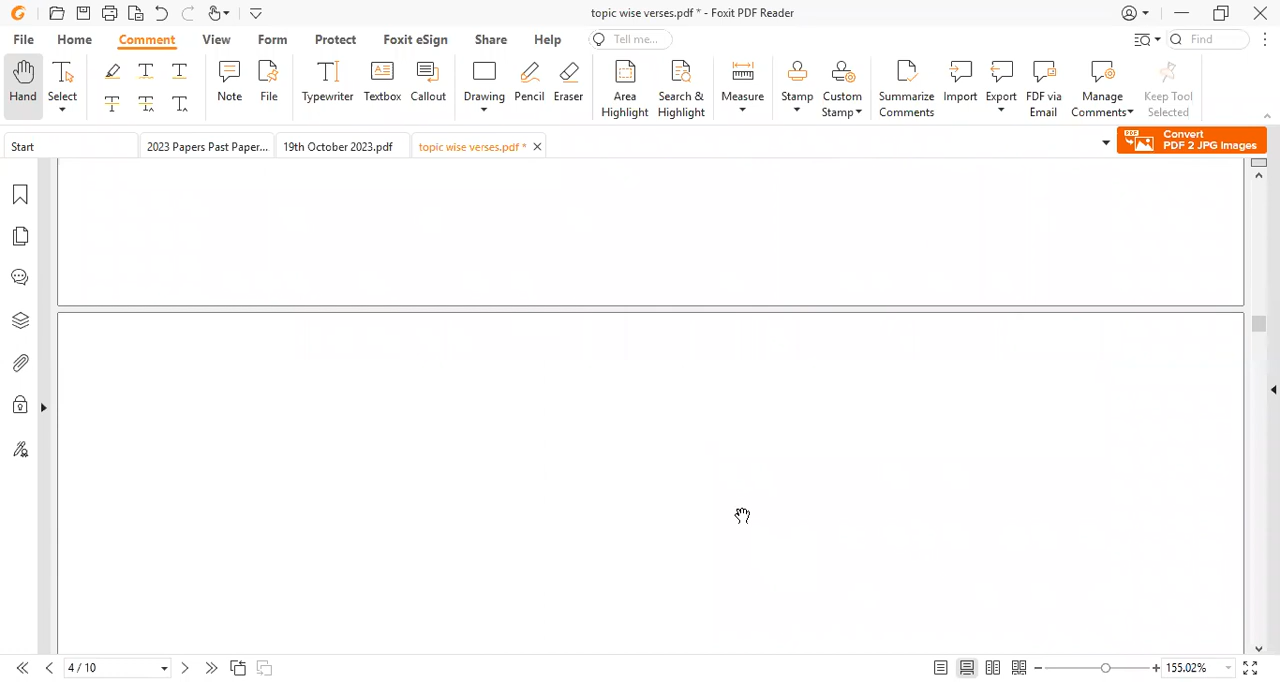 topic wise verses.pdf * - Foxit PDF Reader
File Home Comment View Form Protect Foxit eSign Share Help Tell me... Find
Hand Select Note File Typewriter Textbox Callout Drawing Pencil Eraser Area Highlight Search & Highlight Measure Stamp Custom Stamp Summarize Comments Import Export FDF via Email Manage Comments Keep Tool Selected
Start 2023 Papers Past Paper... 19th October 2023.pdf topic wise verses.pdf *
PDF Convert
PDF 2 JPG Images
4 / 10 155.02%